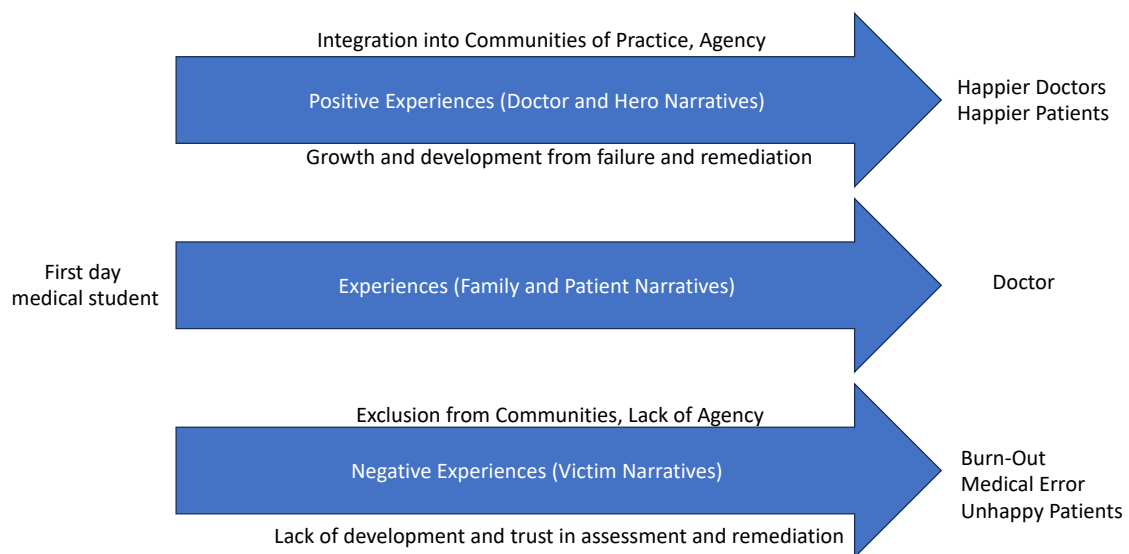 Integration into Communities of Practice, Agency
Positive Experiences (Doctor and Hero Narratives)
Growth and development from failure and remediation
Happier Doctors
Happier Patients
First day
medical student
Experiences (Family and Patient Narratives)
Doctor
Exclusion from Communities, Lack of Agency
Negative Experiences (Victim Narratives)
Lack of development and trust in assessment and remediation
Burn-Out
Medical Error
Unhappy Patients